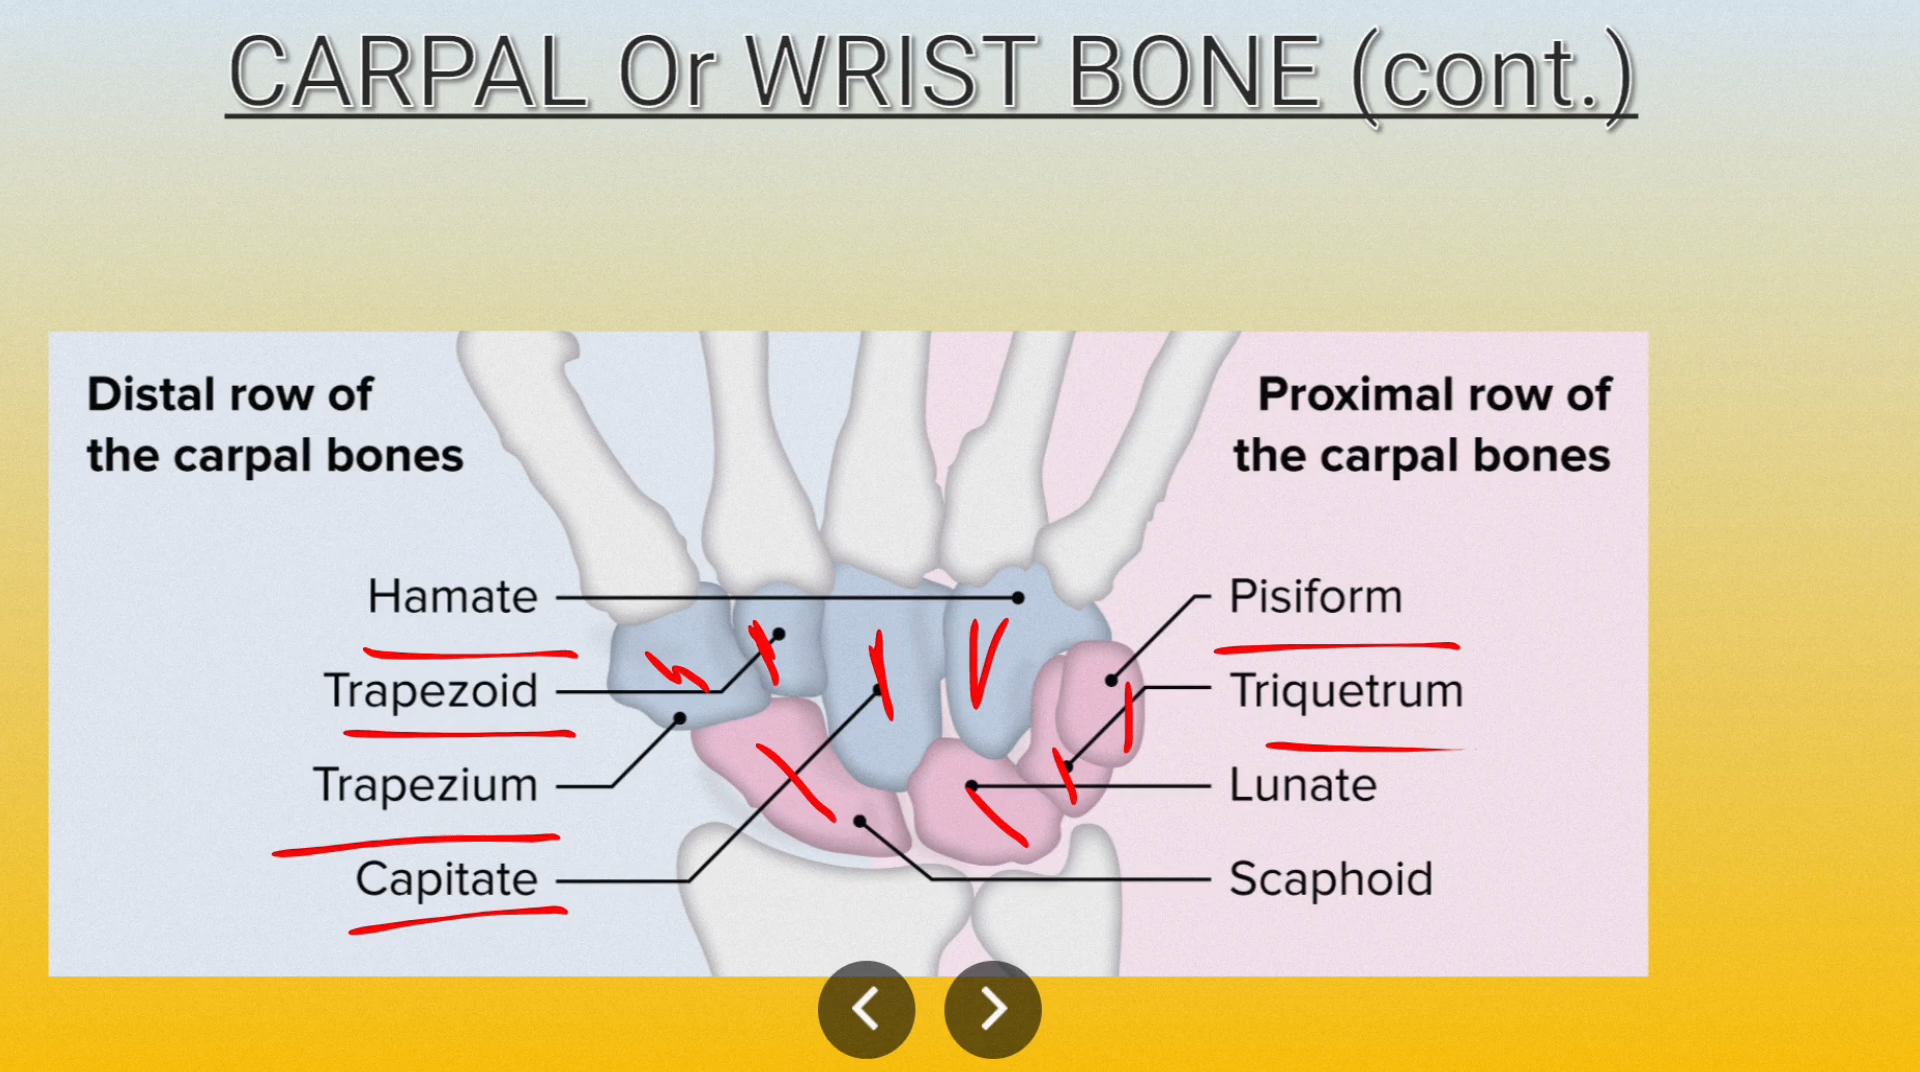 CARPAL Or WRIST BONE (cont.)
Distal row of
the carpal bones
Hamate
Trapezoid
Trapezium
Capitate
Proximal row of
the carpal bones
Pisiform
Triquetrum
Lunate
Scaphoid